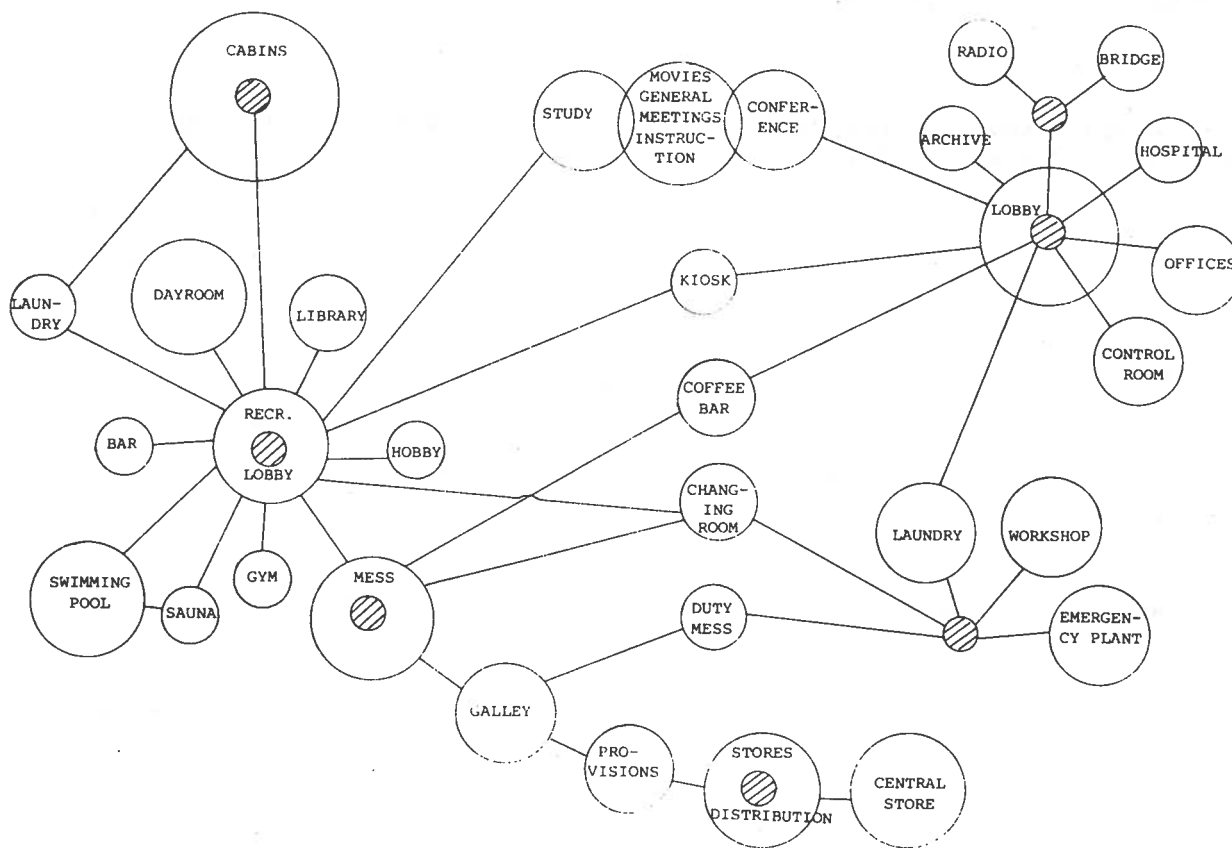 CABINS
STUDY
MOVIES
GENERAL
MEETINGS
INSTRUC-
TION
CONFER-
ENCE
RADIO
BRIDGE
ARCHIVE
HOSPITAL
LOBBY
OFFICES
CONTROL
ROOM
LAUN-
DRY
DAYROOM
LIBRARY
KIOSK
COFFEE
BAR
RECR.
LOBBY
BAR
HOBBY
CHANG-
ING
ROOM
LAUNDRY
WORKSHOP
SWIMMING
POOL
SAUNA
GYM
MESS
DUTY
MESS
EMERGEN-
CY PLANT
GALLEY
PRO-
VISIONS
STORES
DISTRIBUTION
CENTRAL
STORE